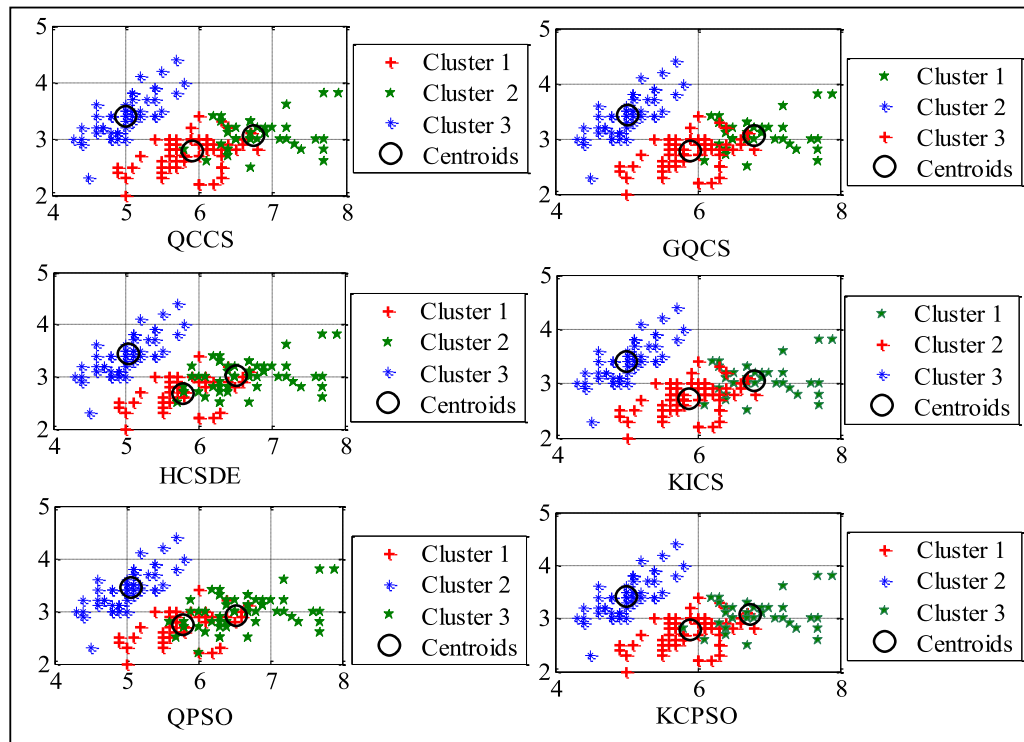 5
4
3
2
4 5 6 7 8
QCCS
Cluster 1
Cluster 2
Cluster 3
Centroids
5
4
3
2
4 6 8
GQCS
Cluster 1
Cluster 2
Cluster 3
Centroids
5
4
3
2
4 5 6 7 8
HCSDE
Cluster 1
Cluster 2
Cluster 3
Centroids
5
4
3
2
4 6 8
KICS
Cluster 1
Cluster 2
Cluster 3
Centroids
5
4
3
2
4 5 6 7 8
QPSO
Cluster 1
Cluster 2
Cluster 3
Centroids
5
4
3
2
4 6 8
KCPSO
Cluster 1
Cluster 2
Cluster 3
Centroids